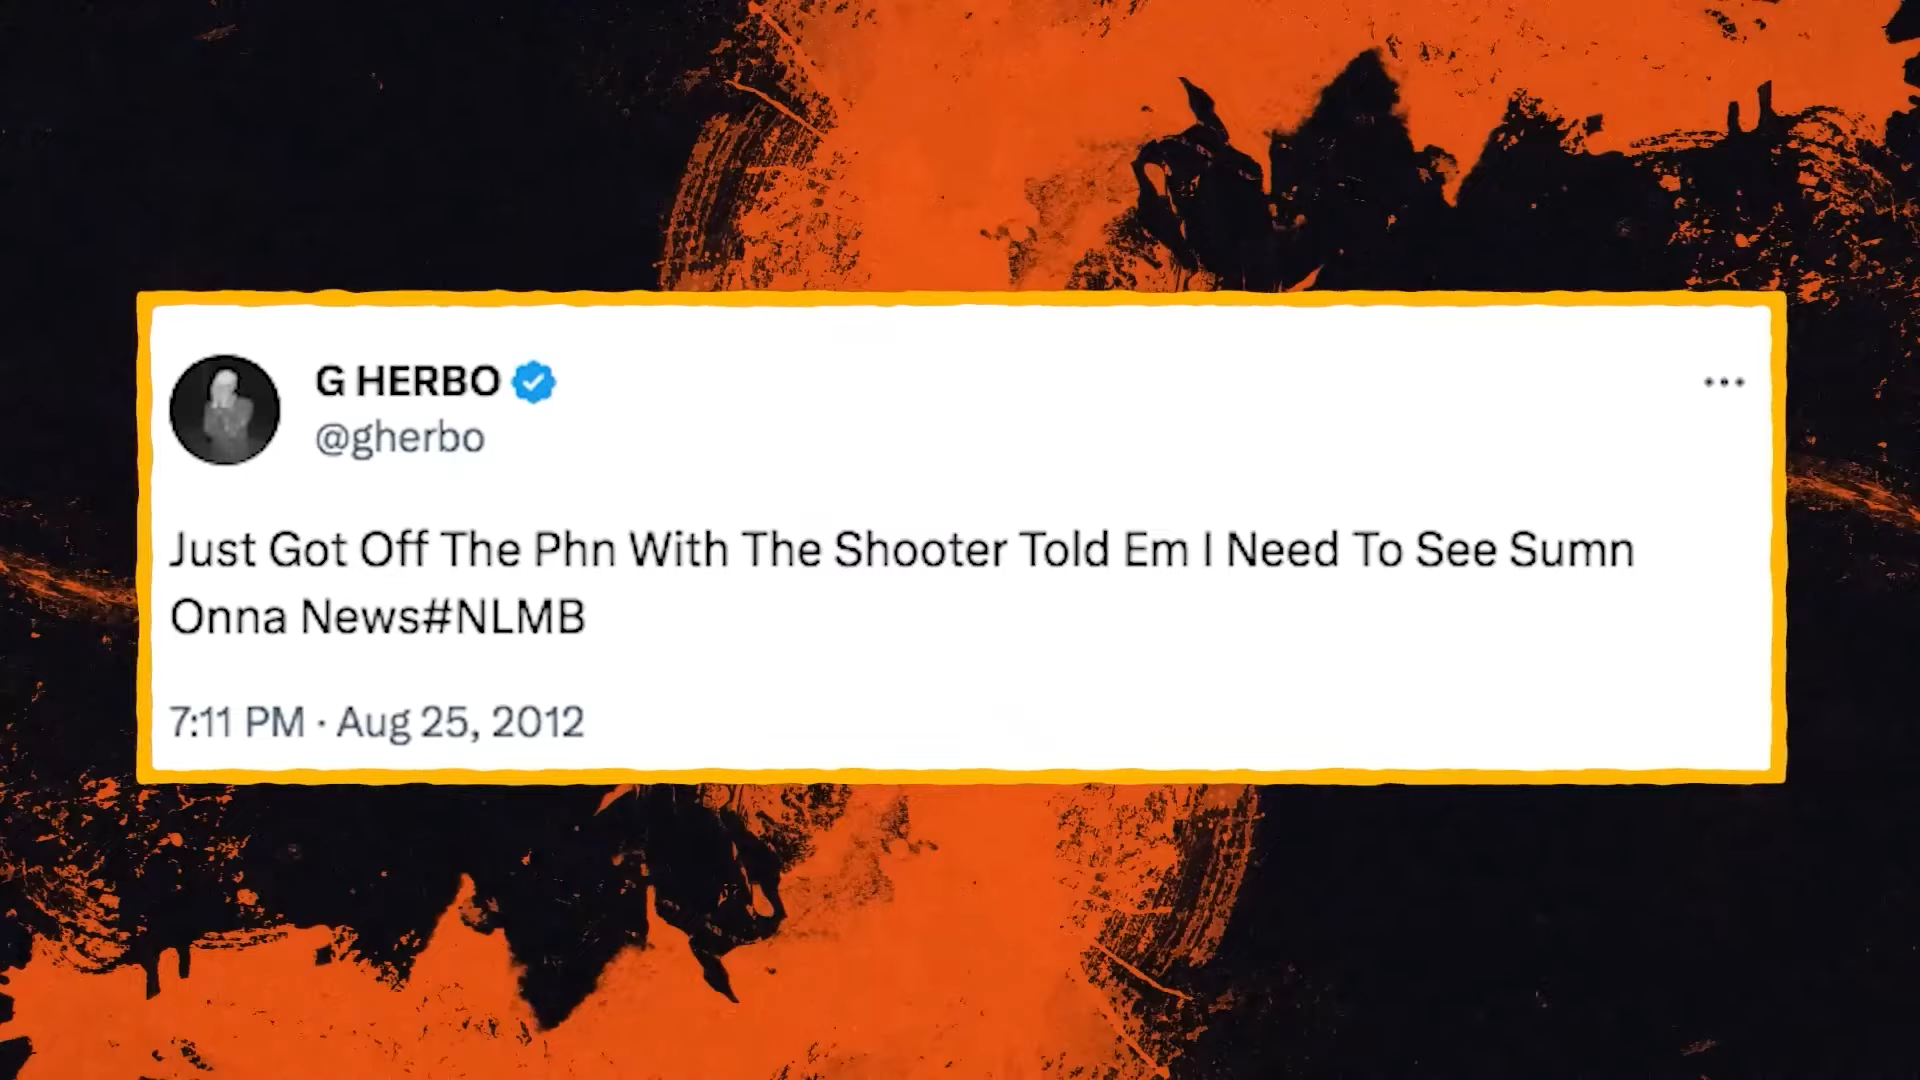 G HERBO
@gherbo
Just Got Off The Phn With The Shooter Told Em I Need To See Sumn
Onna News#NLMB
7:11 PM · Aug 25, 2012